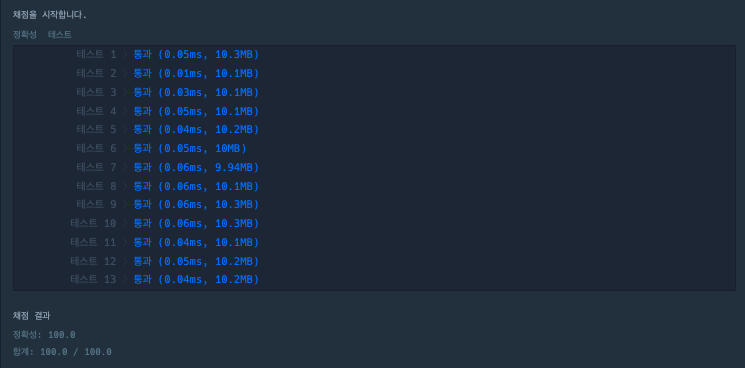 채점을 시작합니다.
정확성 테스트
테스트 1 〉 통과 (0.05ms, 10.3MB)
테스트 2 〉 통과 (0.01ms, 10.1MB)
테스트 3 〉 통과 (0.03ms, 10.1MB)
테스트 4 〉 통과 (0.05ms, 10.1MB)
테스트 5 〉 통과 (0.04ms, 10.2MB)
테스트 6 〉 통과 (0.05ms, 10MB)
테스트 7 〉 통과 (0.06ms, 9.94MB)
테스트 8 〉 통과 (0.06ms, 10.1MB)
테스트 9 〉 통과 (0.06ms, 10.3MB)
테스트 10 〉 통과 (0.06ms, 10.3MB)
테스트 11 〉 통과 (0.04ms, 10.1MB)
테스트 12 〉 통과 (0.05ms, 10.2MB)
테스트 13 〉 통과 (0.04ms, 10.2MB)
채점 결과
정확성: 100.0
합계: 100.0 / 100.0